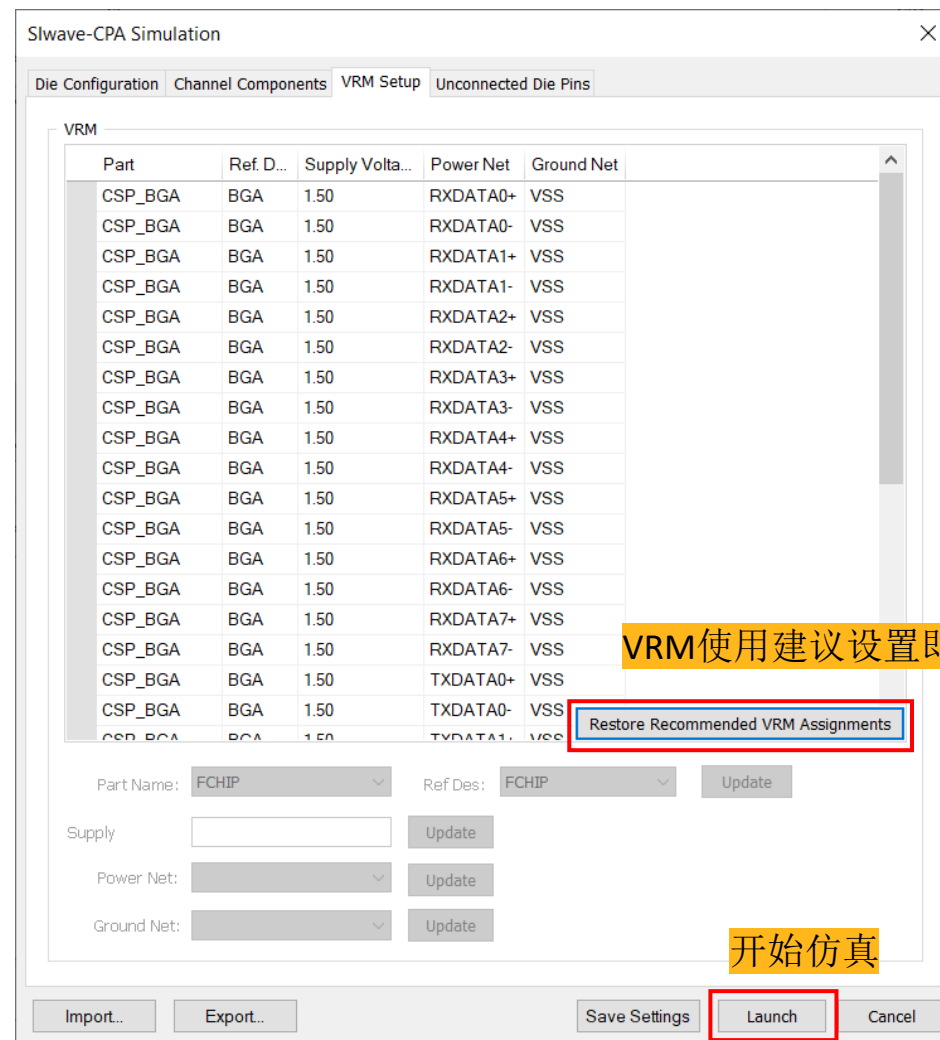 SIwave-CPA Simulation
Die Configuration Channel Components VRM Setup Unconnected Die Pins
VRM
Part Ref. D... Supply Volta... Power Net Ground Net
CSP_BGA BGA 1.50 RXDATA0+ VSS
CSP_BGA BGA 1.50 RXDATA0- VSS
CSP_BGA BGA 1.50 RXDATA1+ VSS
CSP_BGA BGA 1.50 RXDATA1- VSS
CSP_BGA BGA 1.50 RXDATA2+ VSS
CSP_BGA BGA 1.50 RXDATA2- VSS
CSP_BGA BGA 1.50 RXDATA3+ VSS
CSP_BGA BGA 1.50 RXDATA3- VSS
CSP_BGA BGA 1.50 RXDATA4+ VSS
CSP_BGA BGA 1.50 RXDATA4- VSS
CSP_BGA BGA 1.50 RXDATA5+ VSS
CSP_BGA BGA 1.50 RXDATA5- VSS
CSP_BGA BGA 1.50 RXDATA6+ VSS
CSP_BGA BGA 1.50 RXDATA6- VSS
CSP_BGA BGA 1.50 RXDATA7+ VSS
CSP_BGA BGA 1.50 RXDATA7- VSS
VRM使用建议设置即
CSP_BGA BGA 1.50 TXDATA0+ VSS
CSP_BGA BGA 1.50 TXDATA0- VSS
Restore Recommended VRM Assignments
CSP_BGA BGA 1.50 TXDATA1+ VSS
Part Name: FCHIP Ref Des: FCHIP Update
Supply Update
Power Net: Update
Ground Net: Update
开始仿真
Import... Export... Save Settings Launch Cancel